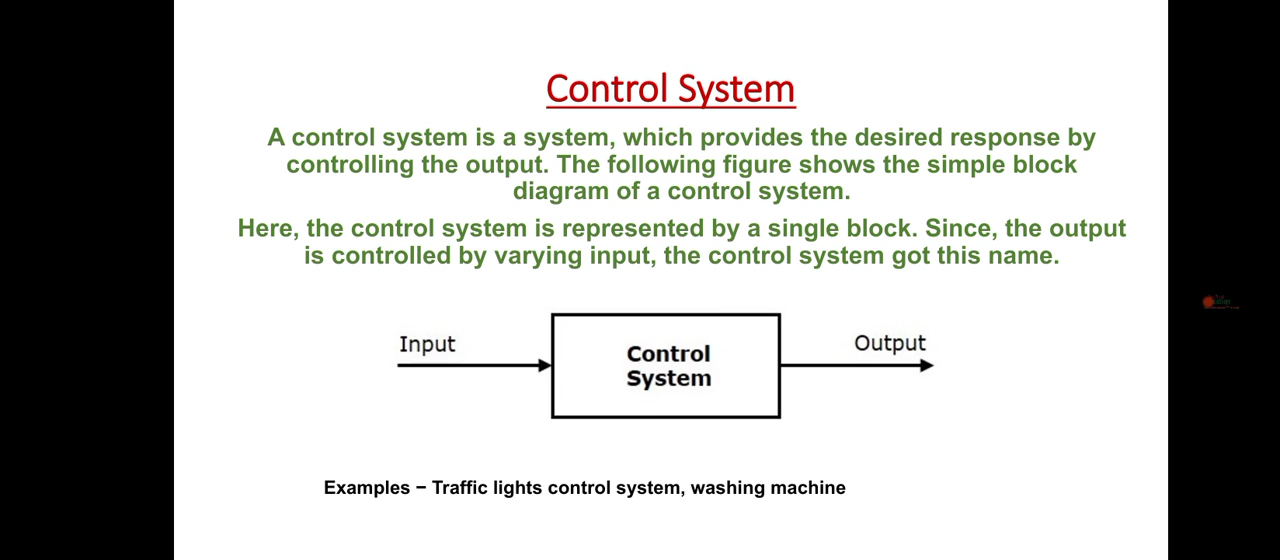 Control System
A control system is a system, which provides the desired response by
controlling the output. The following figure shows the simple block
diagram of a control system.
Here, the control system is represented by a single block. Since, the output
is controlled by varying input, the control system got this name.
Input
Control
System
Output
Examples − Traffic lights control system, washing machine